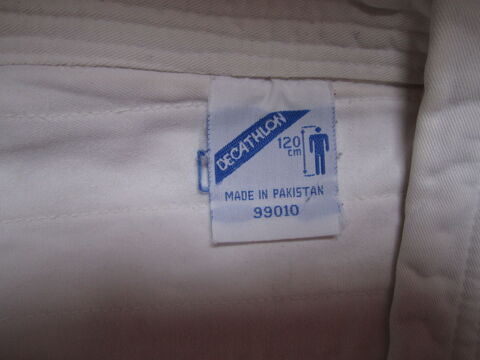 DECATHLON
120
cm
MADE IN PAKISTAN
99010